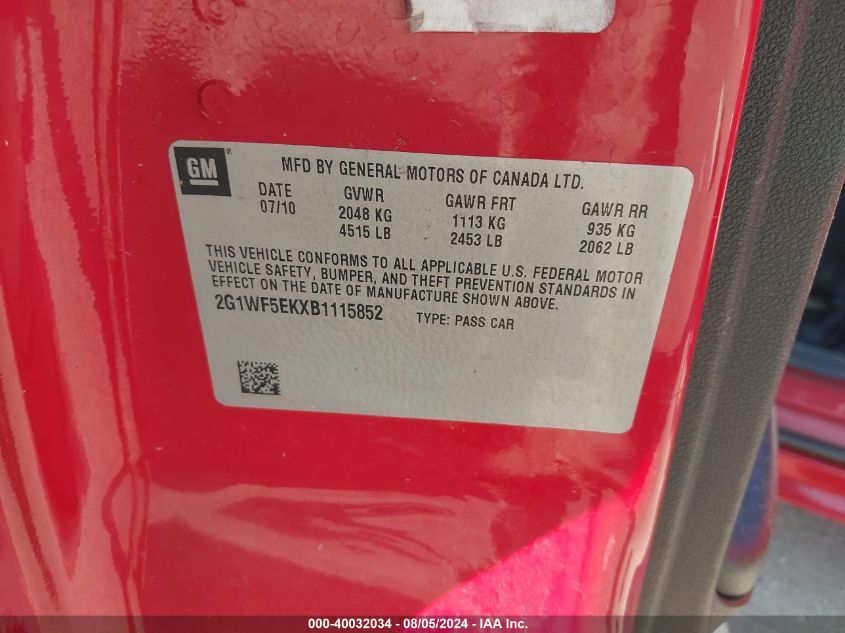 GM
MFD BY GENERAL MOTORS OF CANADA LTD.
DATE GVWR GAWR FRT GAWR RR
07/10 2048 KG 1113 KG 935 KG
4515 LB 2453 LB 2062 LB
THIS VEHICLE CONFORMS TO ALL APPLICABLE U.S. FEDERAL MOTOR
VEHICLE SAFETY, BUMPER, AND THEFT PREVENTION STANDARDS IN
EFFECT ON THE DATE OF MANUFACTURE SHOWN ABOVE.
2G1WF5EKXB1115852 TYPE: PASS CAR
000-40032034 - 08/05/2024 - IAA Inc.